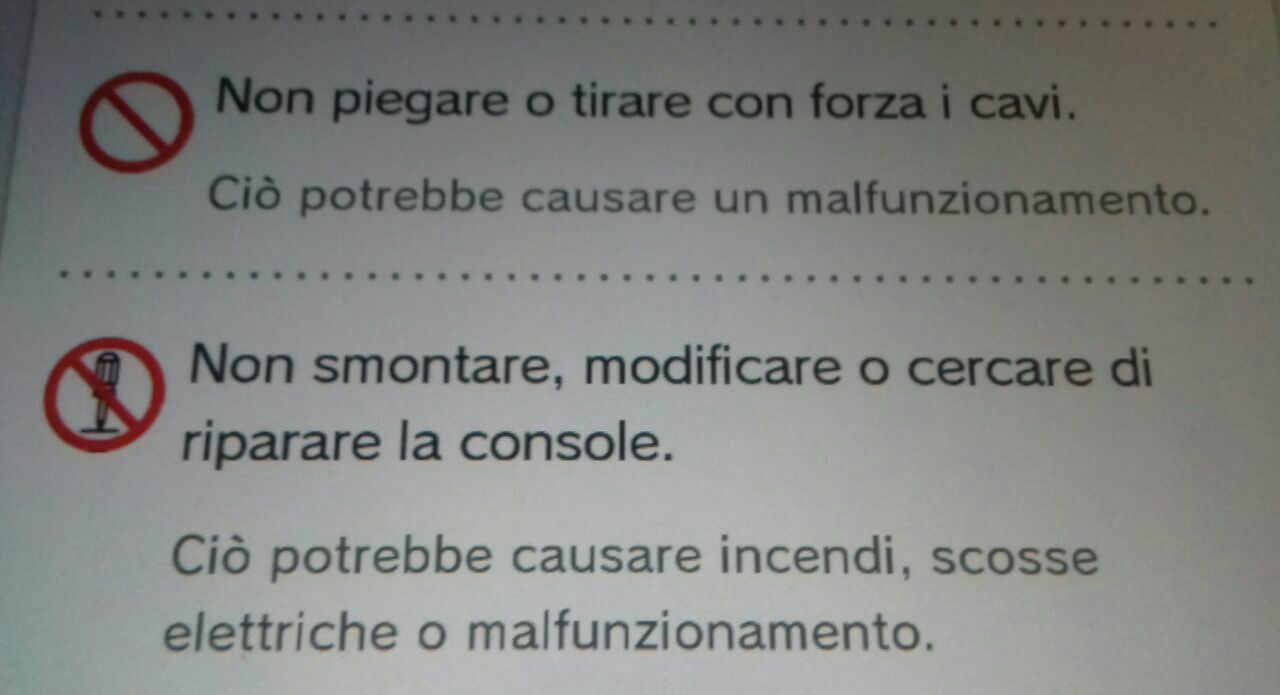 Non piegare o tirare con forza i cavi.
Ciò potrebbe causare un malfunzionamento.
Non smontare, modificare o cercare di
riparare la console.
Ciò potrebbe causare incendi, scosse
elettriche o malfunzionamento.